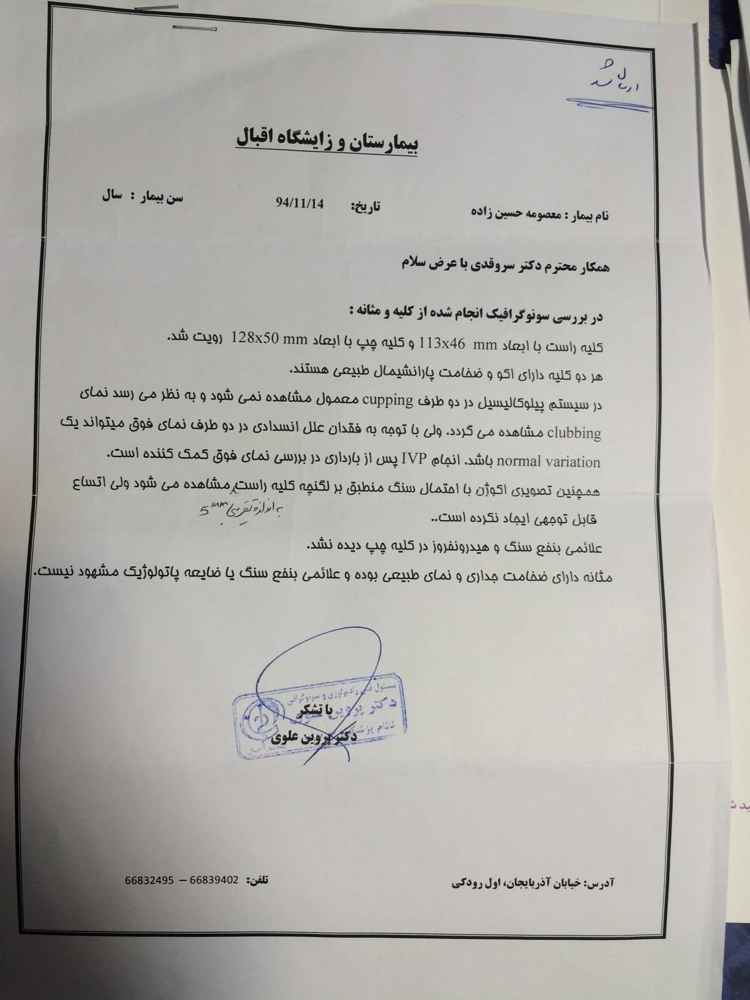 ارسال شد
بیمارستان و زایشگاه اقبال
نام بیمار : معصومه حسین زاده تاریخ: 94/11/14 سن بیمار : سال
همکار محترم دکتر سروقدی با عرض سلام
در بررسی سونوگرافیک انجام شده از کلیه و مثانه :
کلیه راست با ابعاد 113x46 mm و کلیه چپ با ابعاد 128x50 mm رویت شد.
هر دو کلیه دارای اکو و ضخامت پارانشیمال طبیعی هستند.
در سیستم پیلوکالیسیل در دو طرف cupping معمول مشاهده نمی شود و به نظر می رسد نمای
clubbing مشاهده می گردد. ولی با توجه به فقدان علل انسدادی در دو طرف نمای فوق میتواند یک
normal variation باشد. انجام IVP پس از بارداری در بررسی نمای فوق کمک کننده است.
همچنین تصویری اکوژن با احتمال سنگ منطبق بر لگنچه کلیه راست مشاهده می شود ولی اتساع
به اندازه تقریبی 5mm
قابل توجهی ایجاد نکرده است..
علائمی بنفع سنگ و هیدرونفروز در کلیه چپ دیده نشد.
مثانه دارای ضخامت جداری و نمای طبیعی بوده و علائمی بنفع سنگ یا ضایعه پاتولوژیک مشهود نیست.
مسئول فنی رادیولوژی و سونوگرافی
دکتر پروین علوی
نظام پزشکی
با تشکر
دکتر پروین علوی
آدرس: خیابان آذربایجان، اول رودکی تلفن: 66839402 – 66832495